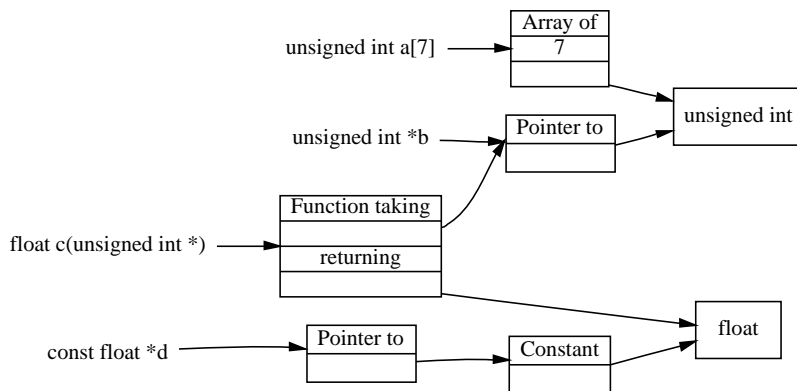 Array of
unsigned int a[7]
7
unsigned int
unsigned int *b
Pointer to
Function taking
float c(unsigned int *)
returning
float
const float *d
Pointer to
Constant